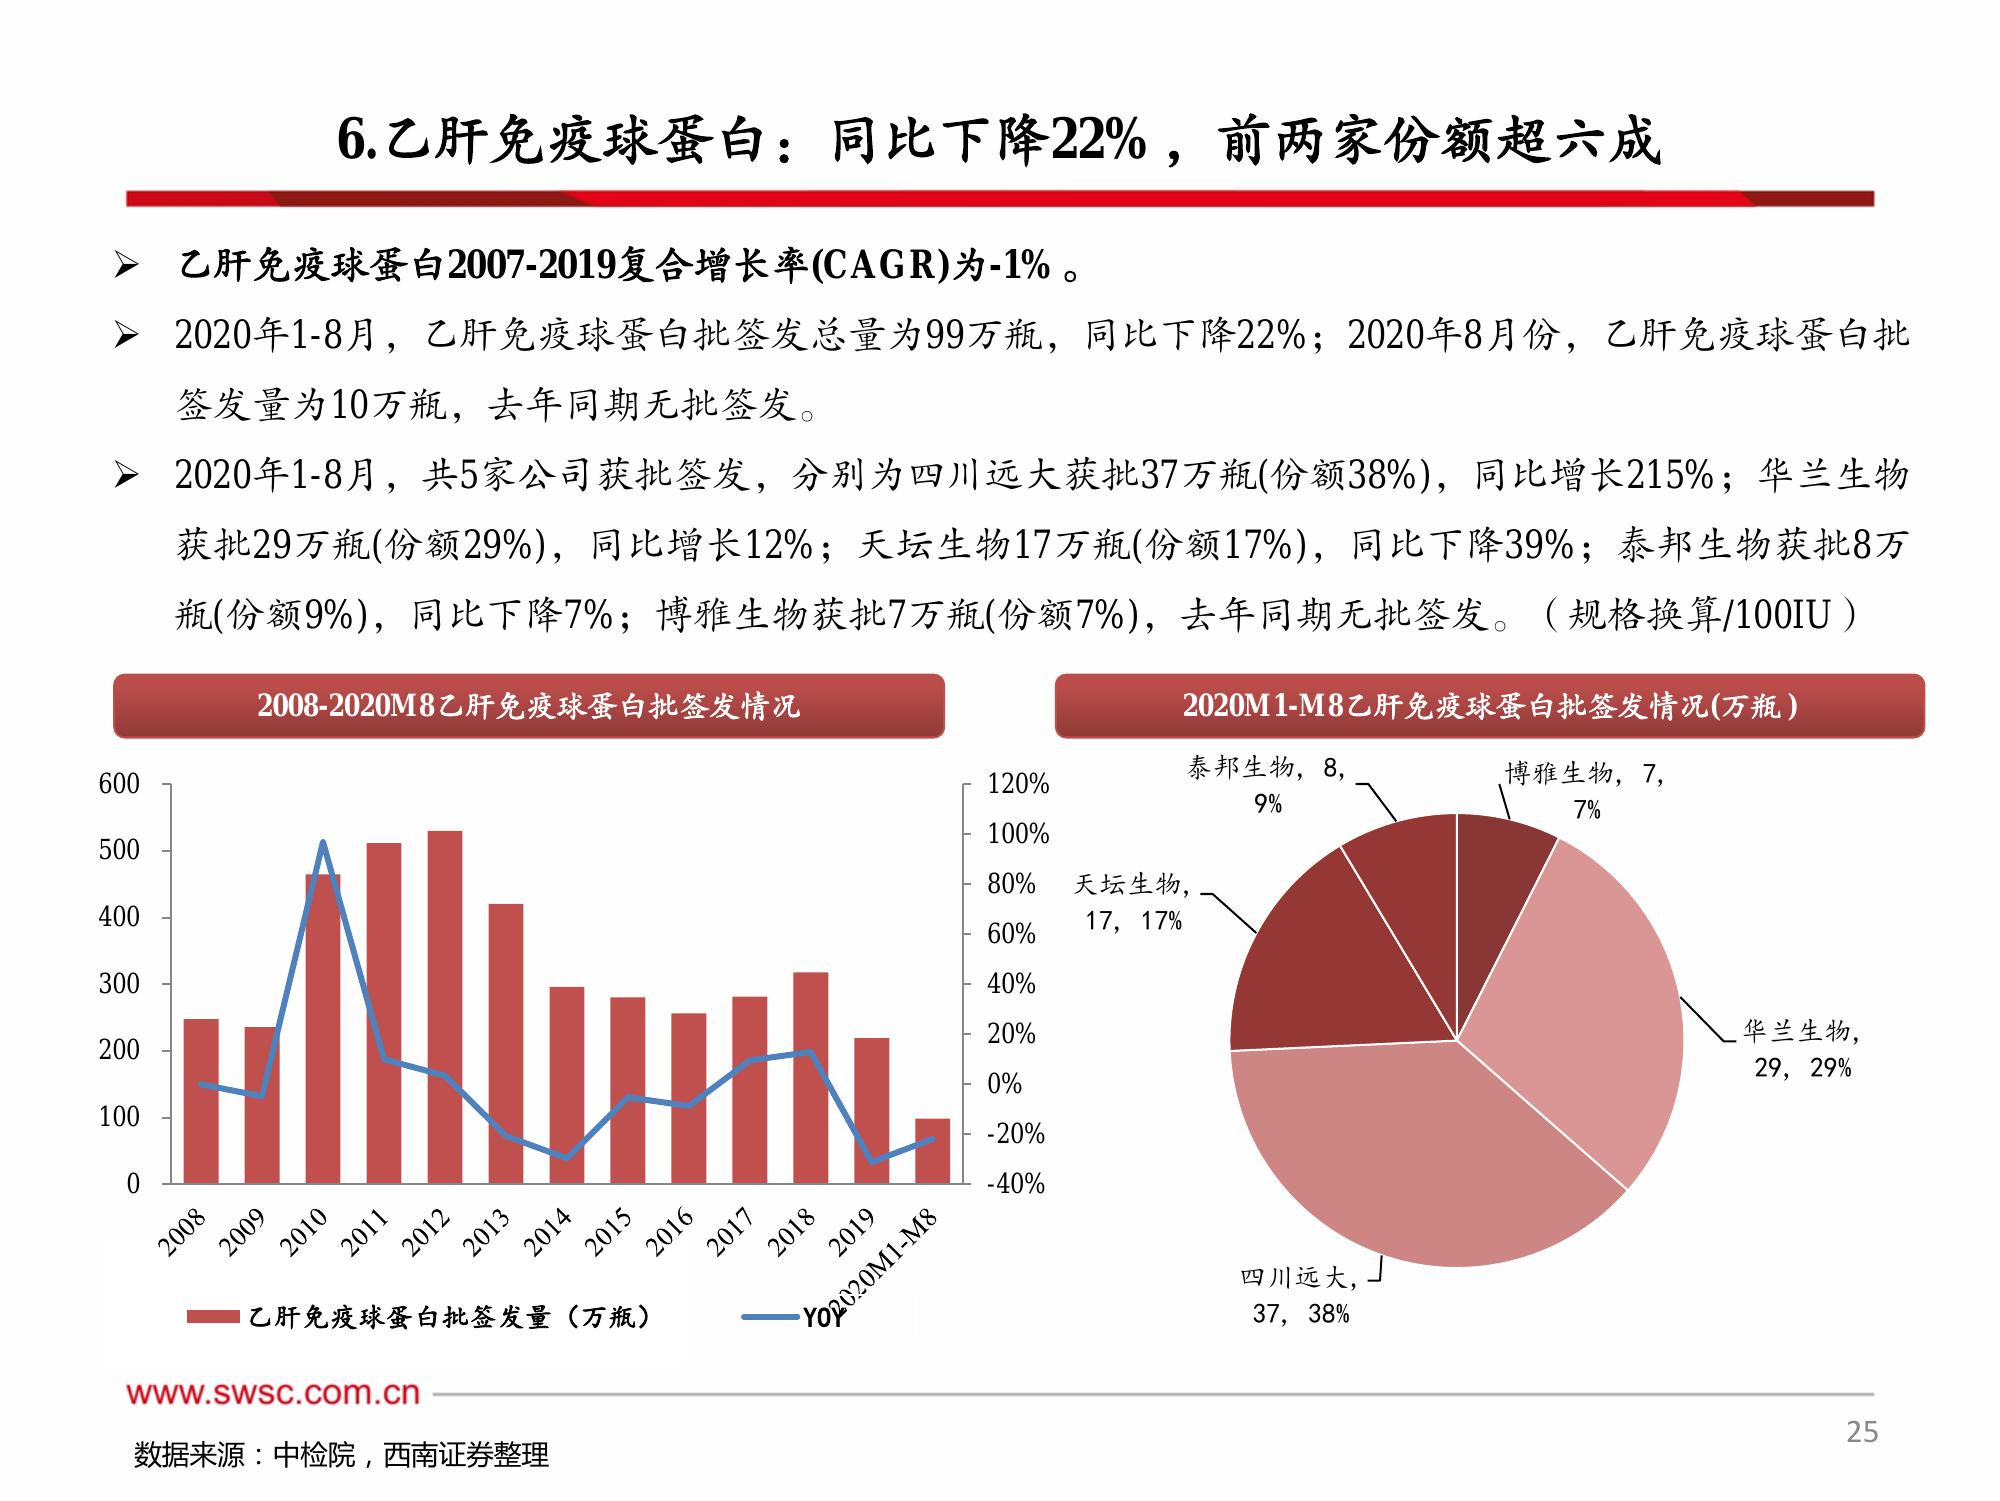 6.乙肝免疫球蛋白：同比下降22%，前两家份额超六成
➢ 乙肝免疫球蛋白2007-2019复合增长率(CAGR)为-1%。
➢ 2020年1-8月，乙肝免疫球蛋白批签发总量为99万瓶，同比下降22%；2020年8月份，乙肝免疫球蛋白批
签发量为10万瓶，去年同期无批签发。
➢ 2020年1-8月，共5家公司获批签发，分别为四川远大获批37万瓶(份额38%)，同比增长215%；华兰生物
获批29万瓶(份额29%)，同比增长12%；天坛生物17万瓶(份额17%)，同比下降39%；泰邦生物获批8万
瓶(份额9%)，同比下降7%；博雅生物获批7万瓶(份额7%)，去年同期无批签发。（规格换算/100IU）
2008-2020M8乙肝免疫球蛋白批签发情况
600
500
400
300
200
100
0
120%
100%
80%
60%
40%
20%
0%
-20%
-40%
2008
2009
2010
2011
2012
2013
2014
2015
2016
2017
2018
2019
2020M1-M8
乙肝免疫球蛋白批签发量（万瓶）
YOY
2020M1-M8乙肝免疫球蛋白批签发情况(万瓶)
泰邦生物, 8,
9%
博雅生物, 7,
7%
天坛生物,
17, 17%
华兰生物,
29, 29%
四川远大,
37, 38%
www.swsc.com.cn
25
数据来源：中检院，西南证券整理